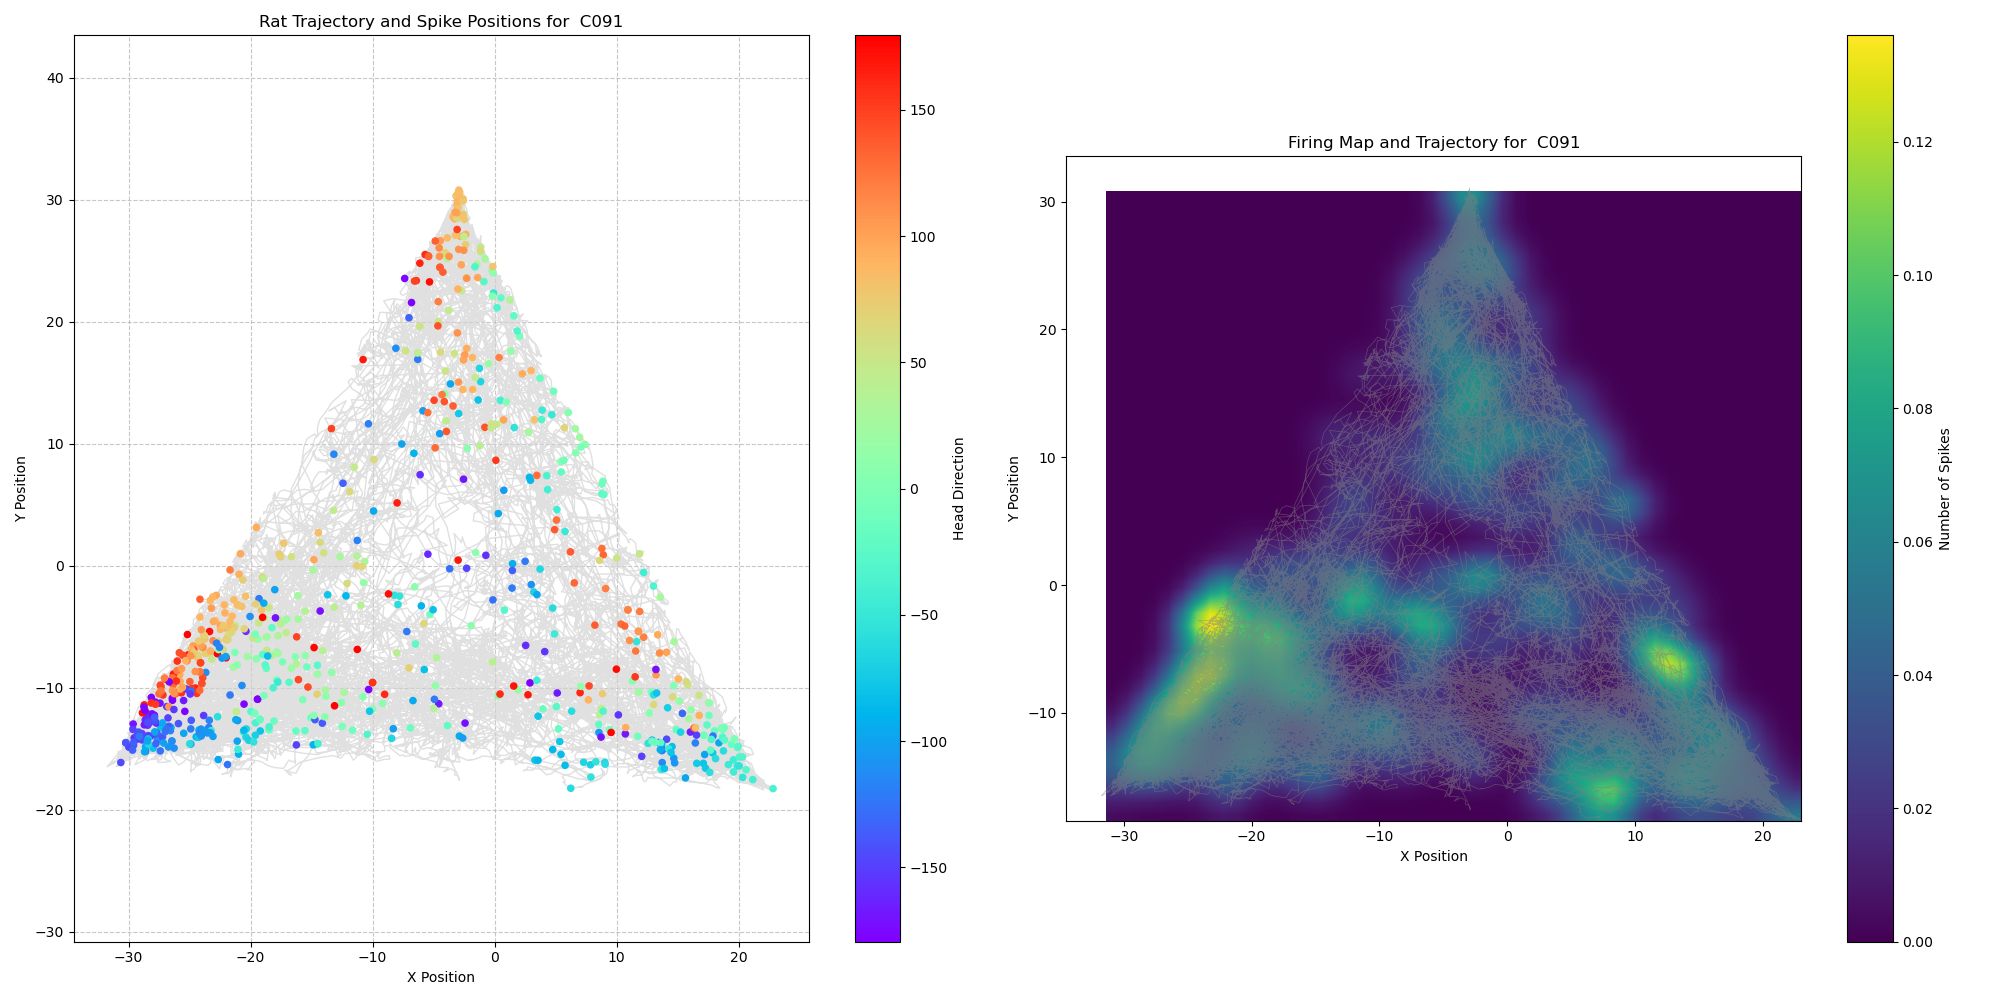 Rat Trajectory and Spike Positions for  C091
40
30
20
10
0
−10
−20
−30
Y Position
−30 −20 −10 0 10 20
X Position
150
100
50
0
−50
−100
−150
Head Direction
Firing Map and Trajectory for  C091
30
20
10
0
−10
Y Position
−30 −20 −10 0 10 20
X Position
0.12
0.10
0.08
0.06
0.04
0.02
0.00
Number of Spikes